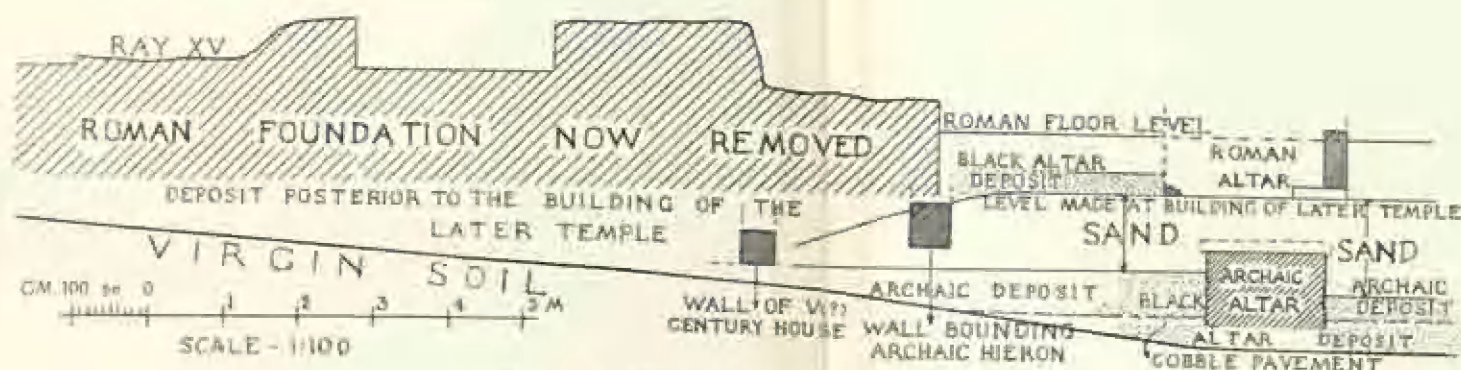 RAY XV
ROMAN FOUNDATION NOW REMOVED
ROMAN FLOOR LEVEL
BLACK ALTAR
DEPOSIT
ROMAN
ALTAR
DEPOSIT POSTERIOR TO THE BUILDING OF THE
LATER TEMPLE
LEVEL MADE AT BUILDING OF LATER TEMPLE
SAND
SAND
VIRGIN SOIL
ARCHAIC DEPOSIT
BLACK
ARCHAIC
ALTAR
ARCHAIC
DEPOSIT
ALTAR DEPOSIT
COBBLE PAVEMENT
WALL OF V(?)
CENTURY HOUSE
WALL BOUNDING
ARCHAIC HIERON
CM. 100 50 0 1 2 3 4 5 M
SCALE - 1:100